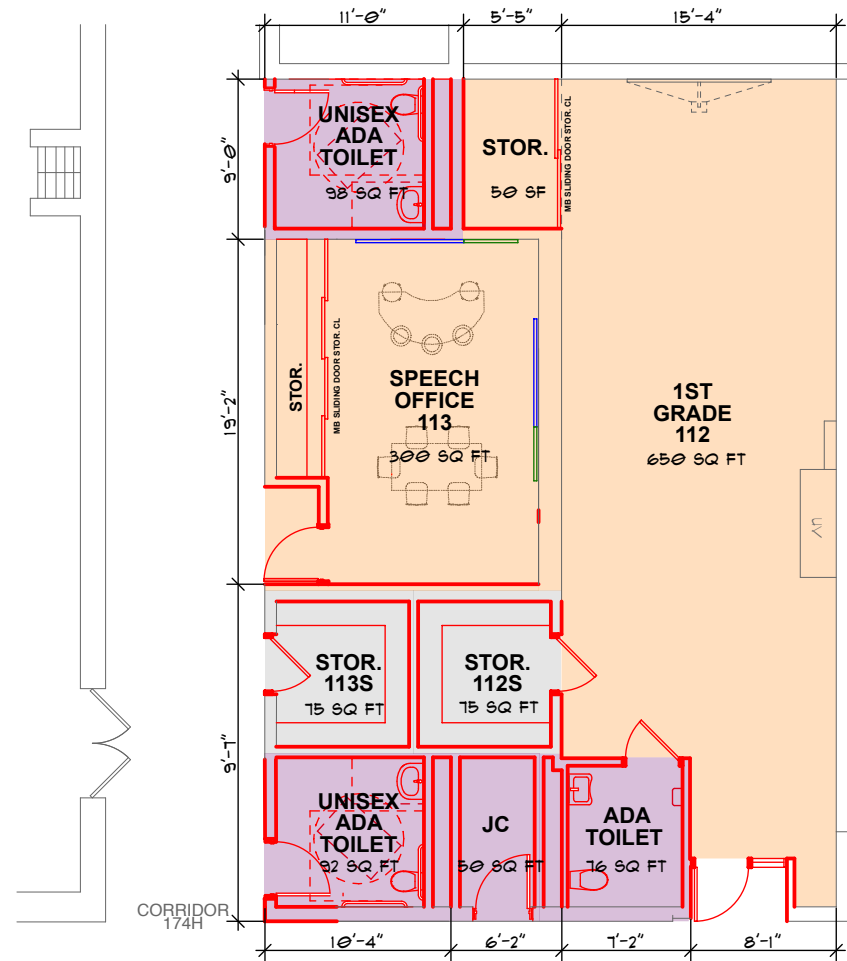 11'-0" 5'-5" 15'-4"
9'-0"
UNISEX
ADA
TOILET
98 SQ FT
STOR.
50 SF
MB SLIDING DOOR STOR. CL
19'-2"
STOR.
MB SLIDING DOOR STOR. CL
SPEECH
OFFICE
113
300 SQ FT
1ST
GRADE
112
650 SQ FT
UV
9'-1"
STOR.
113S
75 SQ FT
STOR.
112S
75 SQ FT
UNISEX
ADA
TOILET
92 SQ FT
JC
50 SQ FT
ADA
TOILET
76 SQ FT
CORRIDOR
174H
10'-4" 6'-2" 7'-2" 8'-1"